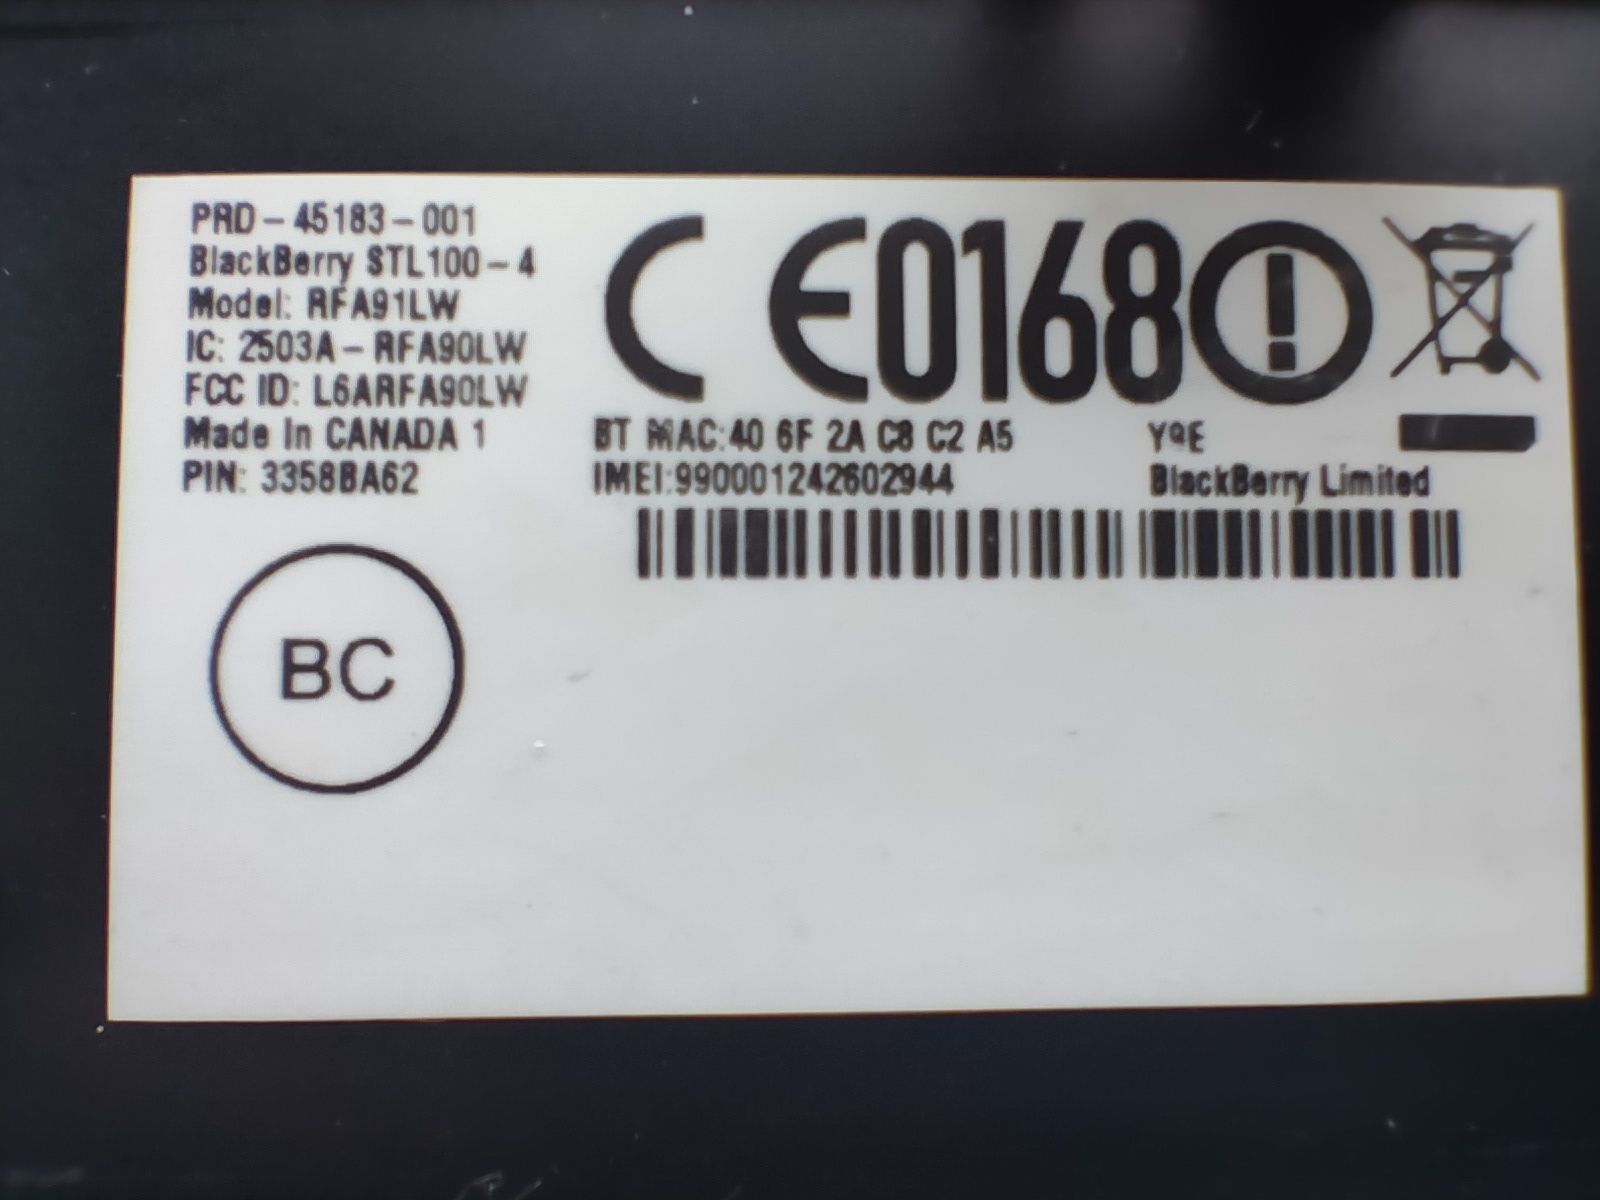 PRD-45183-001
BlackBerry STL100-4
Model: RFA91LW
IC: 2503A-RFA90LW
FCC ID: L6ARFA90LW
Made In CANADA 1
PIN: 3358BA62
CE0168
BT MAC:40 6F 2A C8 C2 A5
IMEI:990001242602944
BlackBerry Limited
BC